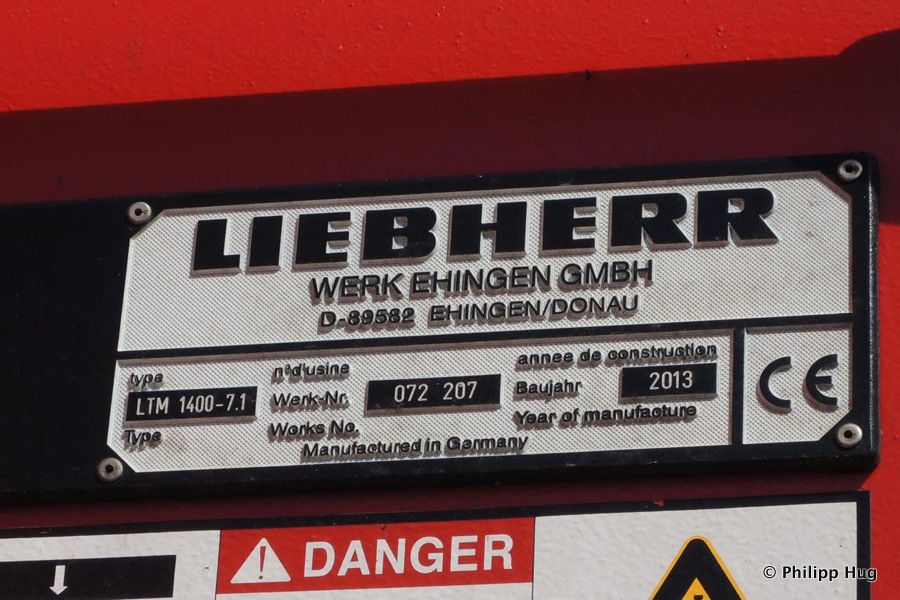 LIEBHERR
WERK EHINGEN GMBH
D-89582 EHINGEN/DONAU
type
LTM 1400-7.1
Type
n° d'usine
Werk-Nr. 072 207
Works No.
annee de construction
Baujahr 2013
Year of manufacture
Manufactured in Germany
CE
DANGER
© Philipp Hug